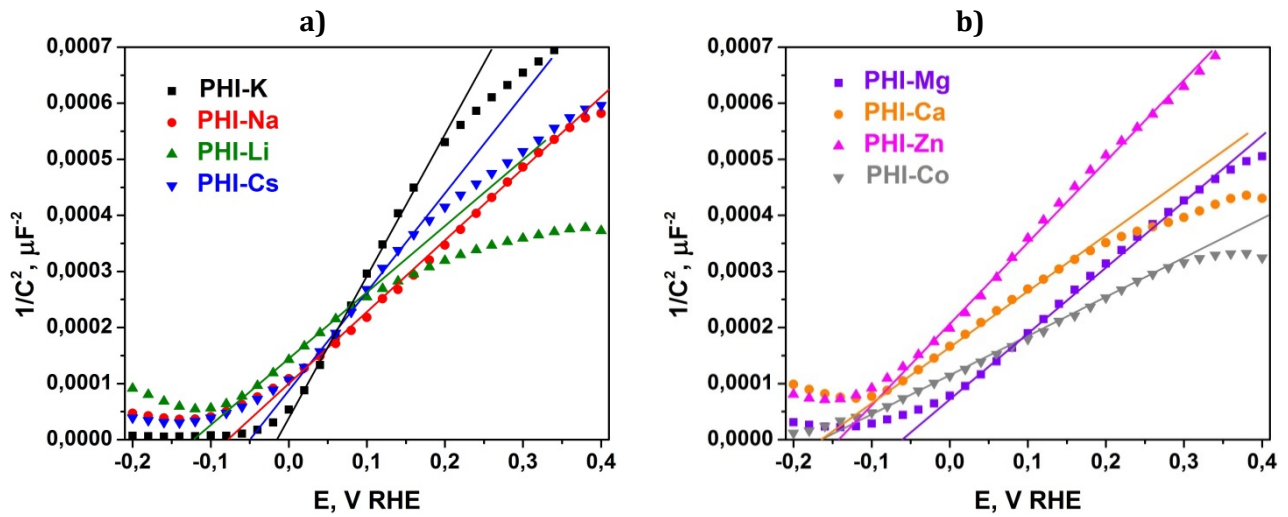 a)
0,0007
0,0006
0,0005
0,0004
0,0003
0,0002
0,0001
0,0000
1/C², µF⁻²
PHI-K
PHI-Na
PHI-Li
PHI-Cs
-0,2 -0,1 0,0 0,1 0,2 0,3 0,4
E, V RHE
b)
0,0007
0,0006
0,0005
0,0004
0,0003
0,0002
0,0001
0,0000
1/C², µF⁻²
PHI-Mg
PHI-Ca
PHI-Zn
PHI-Co
-0,2 -0,1 0,0 0,1 0,2 0,3 0,4
E, V RHE